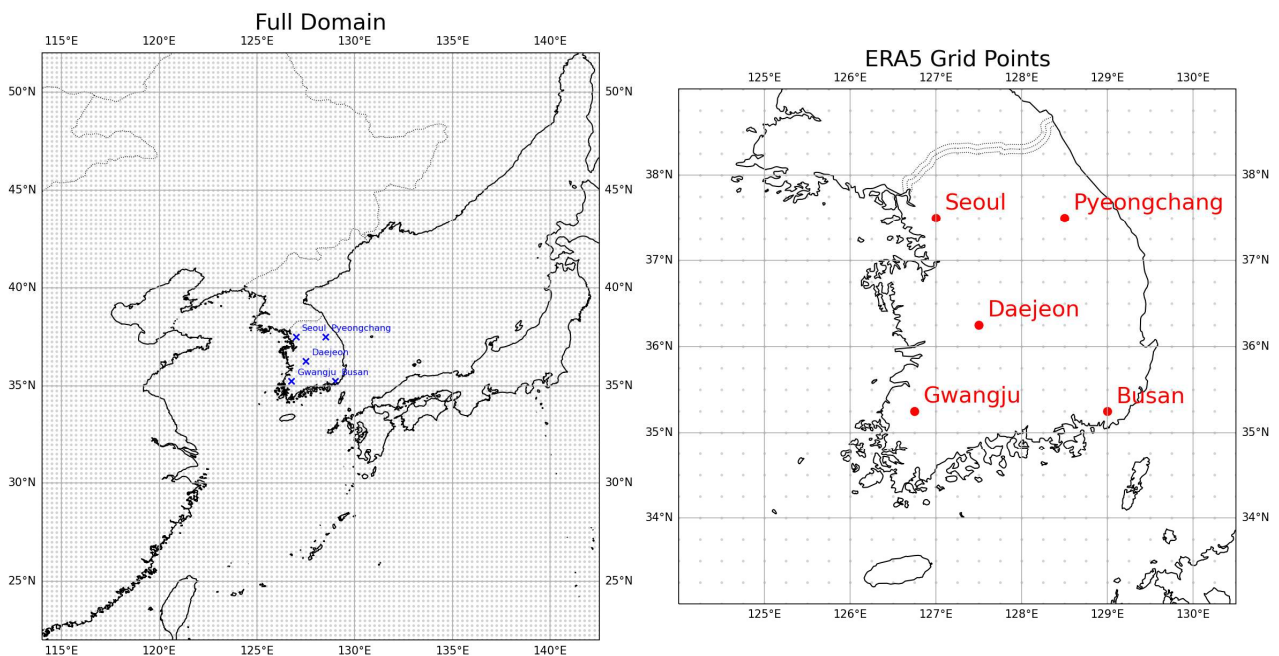 Full Domain
115°E 120°E 125°E 130°E 135°E 140°E
50°N 50°N
45°N 45°N
40°N 40°N
Seoul Pyeongchang
Daejeon
Gwangju Busan
35°N 35°N
30°N 30°N
25°N 25°N
115°E 120°E 125°E 130°E 135°E 140°E
ERA5 Grid Points
125°E 126°E 127°E 128°E 129°E 130°E
38°N 38°N
Seoul Pyeongchang
37°N 37°N
Daejeon
36°N 36°N
Gwangju Busan
35°N 35°N
34°N 34°N
125°E 126°E 127°E 128°E 129°E 130°E